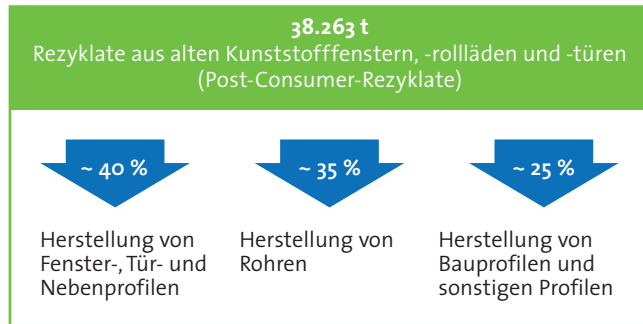 38.263 t
Rezyklate aus alten Kunststofffenstern, -rollläden und -türen
(Post-Consumer-Rezyklate)
~ 40 %
~ 35 %
~ 25 %
Herstellung von
Fenster-, Tür- und
Nebenprofilen
Herstellung von
Rohren
Herstellung von
Bauprofilen und
sonstigen Profilen